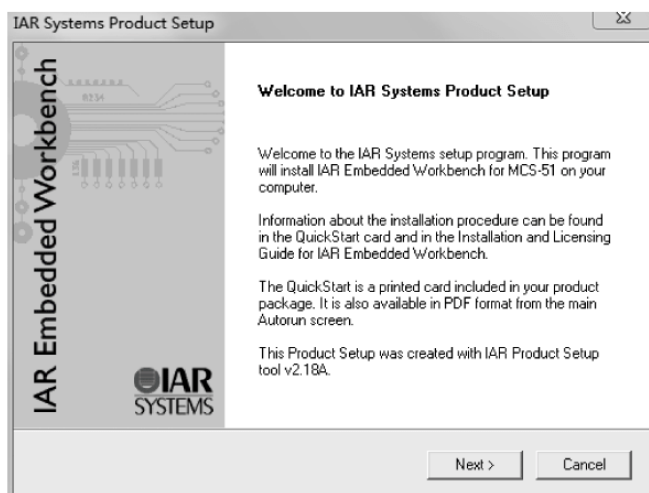 IAR Systems Product Setup
IAR Embedded Workbench
R234
Welcome to IAR Systems Product Setup
Welcome to the IAR Systems setup program. This program
will install IAR Embedded Workbench for MCS-51 on your
computer.
Information about the installation procedure can be found
in the QuickStart card and in the Installation and Licensing
Guide for IAR Embedded Workbench.
The QuickStart is a printed card included in your product
package. It is also available in PDF format from the main
Autorun screen.
This Product Setup was created with IAR Product Setup
tool v2.18A.
IAR
SYSTEMS
Next >
Cancel